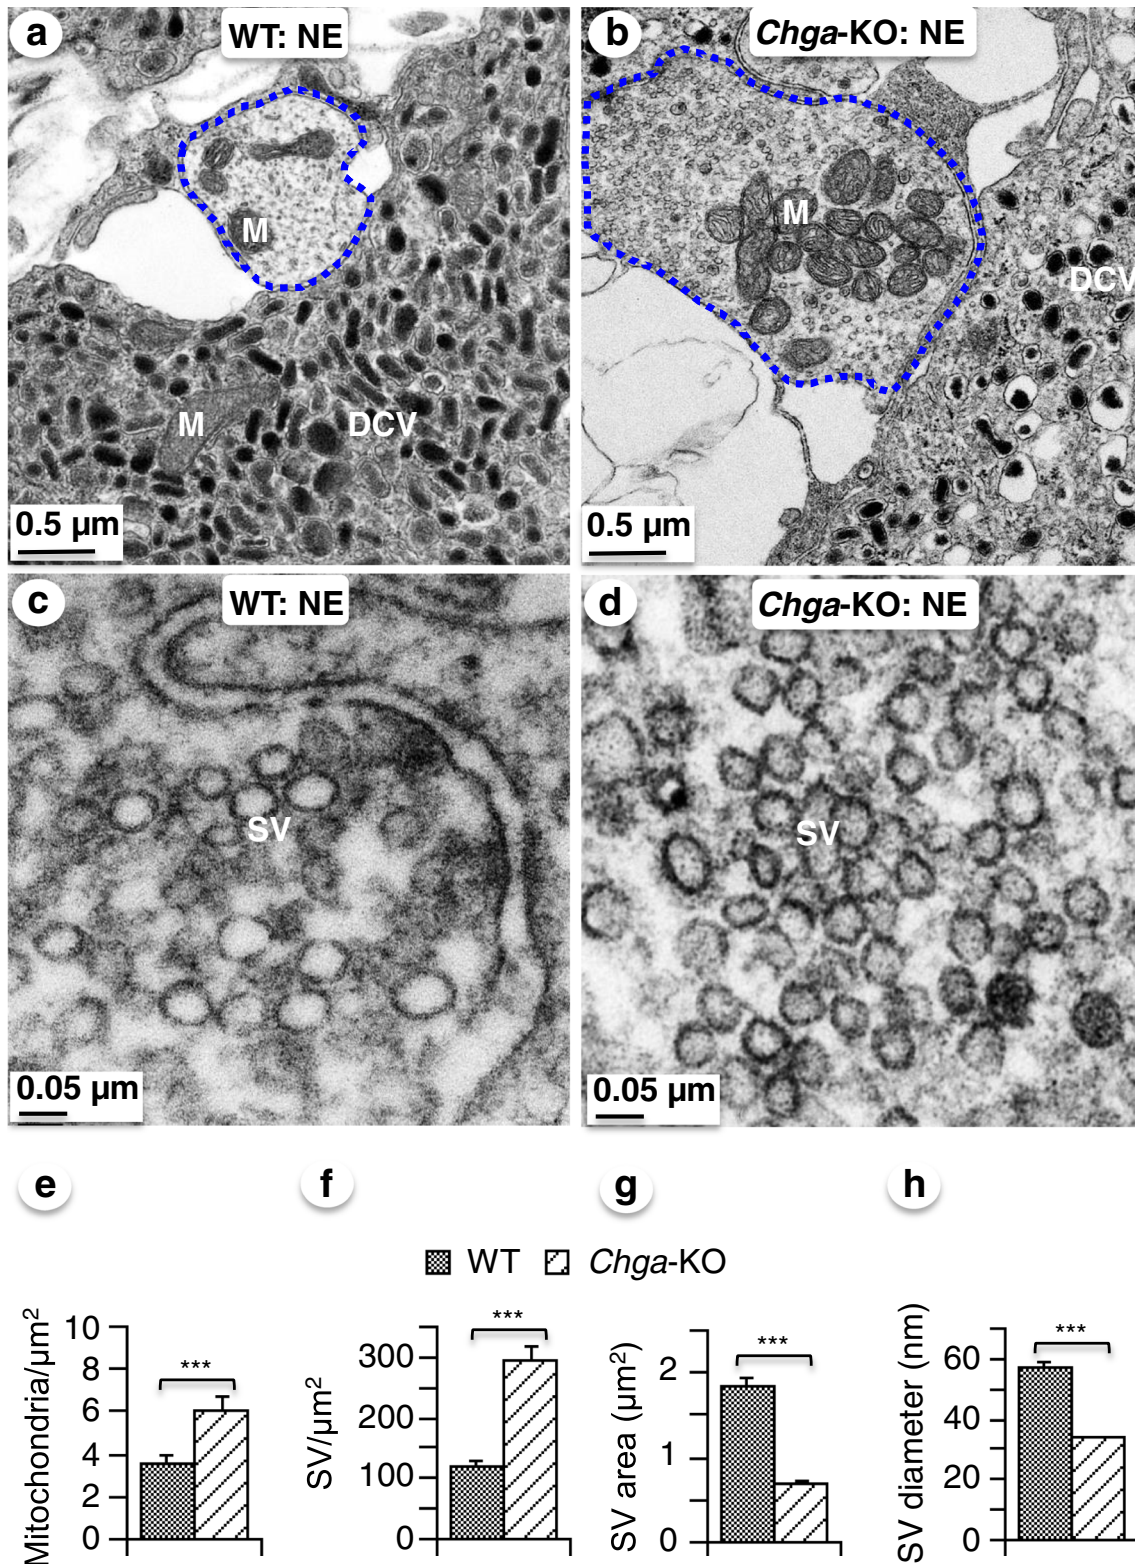 a
WT: NE
M
M
DCV
0.5 µm
b
Chga-KO: NE
M
DCV
0.5 µm
c
WT: NE
SV
0.05 µm
d
Chga-KO: NE
SV
0.05 µm
e
f
g
h
WT
Chga-KO
Mitochondria/µm²
10
8
6
4
2
0
***
SV/µm²
300
200
100
0
***
SV area (µm²)
2
1
0
***
SV diameter (nm)
60
40
20
0
***